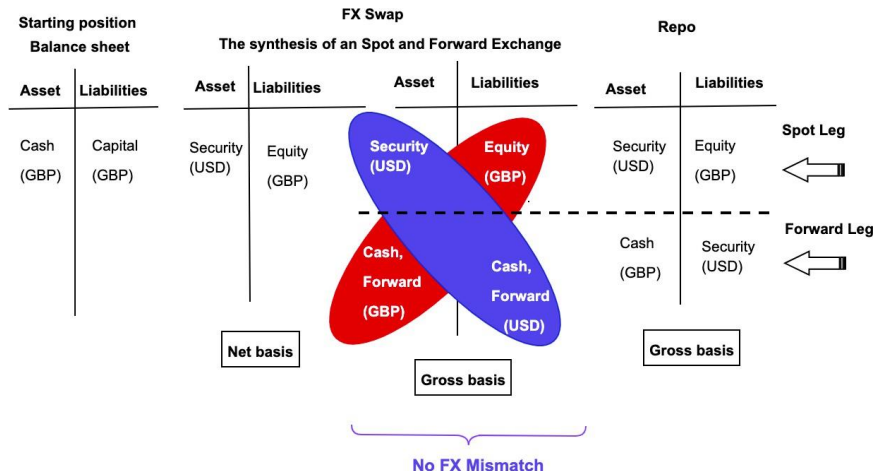 Starting position
Balance sheet
FX Swap
The synthesis of an Spot and Forward Exchange
Repo
Asset Liabilities
Asset Liabilities
Asset Liabilities
Asset Liabilities
Cash
(GBP)
Capital
(GBP)
Security
(USD)
Equity
(GBP)
Security
(USD)
Equity
(GBP)
Security
(USD)
Equity
(GBP)
Spot Leg
Cash,
Forward
(GBP)
Cash,
Forward
(USD)
Cash
(GBP)
Security
(USD)
Forward Leg
Net basis
Gross basis
Gross basis
No FX Mismatch